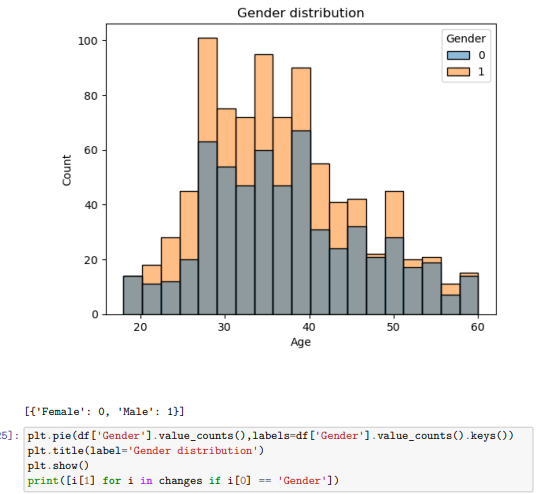 Gender distribution
Gender
0
1
100
80
60
40
20
0
Count
20 30 40 50 60
Age
[{'Female': 0, 'Male': 1}]
25]: plt.pie(df['Gender'].value_counts(),labels=df['Gender'].value_counts().keys())
plt.title(label='Gender distribution')
plt.show()
print([i[1] for i in changes if i[0] == 'Gender'])